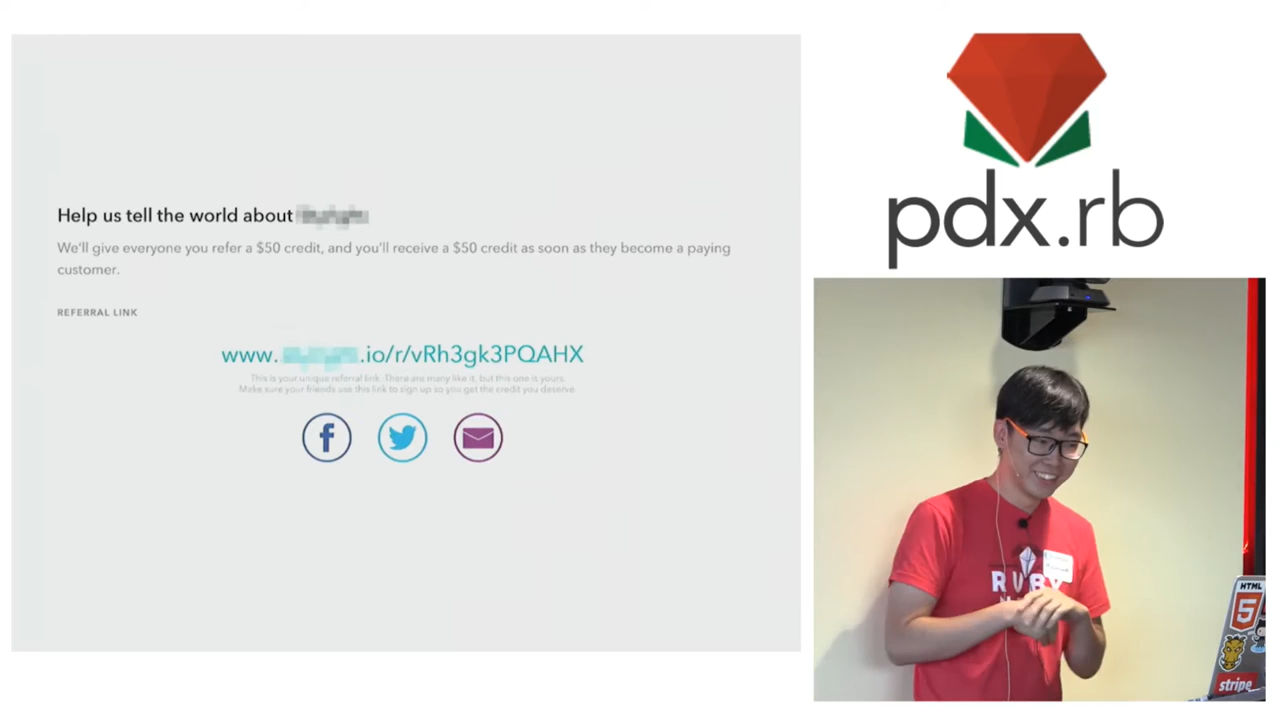 Help us tell the world about
We'll give everyone you refer a $50 credit, and you'll receive a $50 credit as soon as they become a paying
customer.
REFERRAL LINK
www.
.io/r/vRh3gk3PQAHX
This is your unique referral link. There are many like it, but this one is yours.
Make sure your friends use this link to sign up so you get the credit you deserve.
pdx.rb
RUBY
HTML
5
stripe